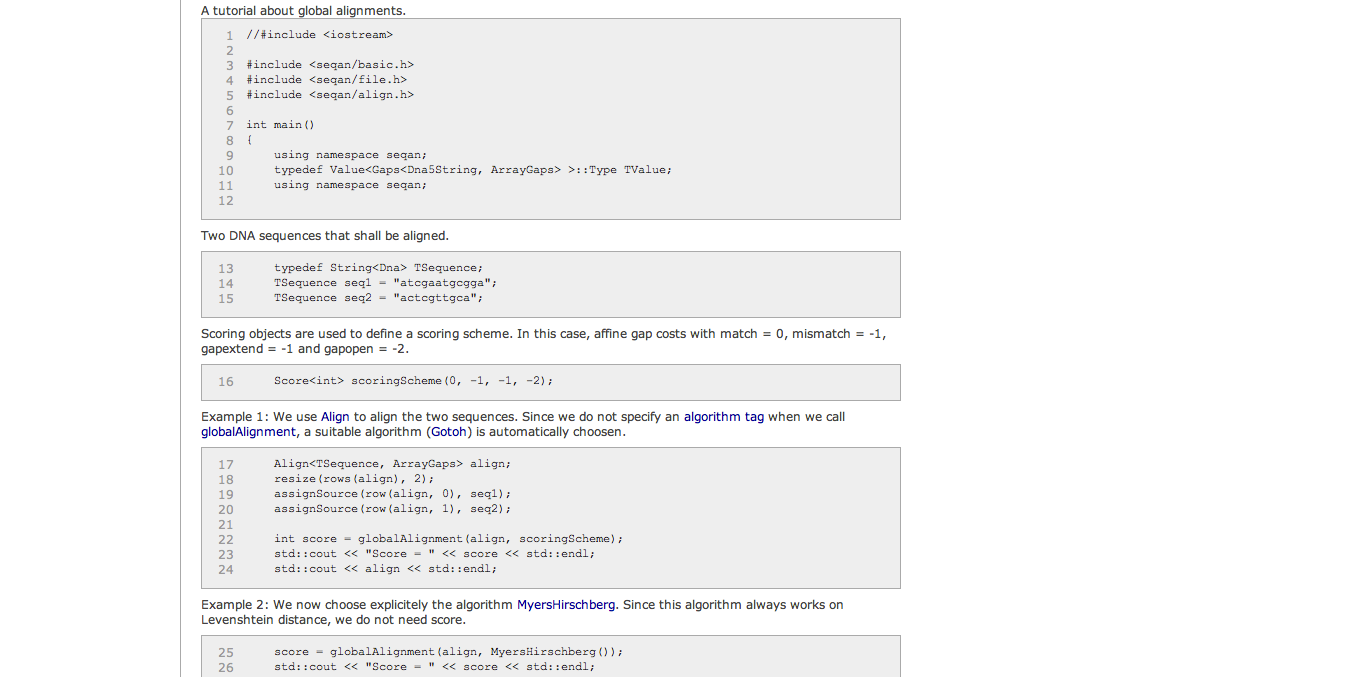 A tutorial about global alignments.
1 //#include <iostream>
2
3 #include <seqan/basic.h>
4 #include <seqan/file.h>
5 #include <seqan/align.h>
6
7 int main()
8 {
9     using namespace seqan;
10     typedef Value<Gaps<Dna5String, ArrayGaps> >::Type TValue;
11     using namespace seqan;
12
Two DNA sequences that shall be aligned.
13     typedef String<Dna> TSequence;
14     TSequence seq1 = "atcgaatgcgga";
15     TSequence seq2 = "actcgttgca";
Scoring objects are used to define a scoring scheme. In this case, affine gap costs with match = 0, mismatch = -1,
gapextend = -1 and gapopen = -2.
16     Score<int> scoringScheme(0, -1, -1, -2);
Example 1: We use Align to align the two sequences. Since we do not specify an algorithm tag when we call
globalAlignment, a suitable algorithm (Gotoh) is automatically choosen.
17     Align<TSequence, ArrayGaps> align;
18     resize(rows(align), 2);
19     assignSource(row(align, 0), seq1);
20     assignSource(row(align, 1), seq2);
21
22     int score = globalAlignment(align, scoringScheme);
23     std::cout << "Score = " << score << std::endl;
24     std::cout << align << std::endl;
Example 2: We now choose explicitely the algorithm MyersHirschberg. Since this algorithm always works on
Levenshtein distance, we do not need score.
25     score = globalAlignment(align, MyersHirschberg());
26     std::cout << "Score = " << score << std::endl;